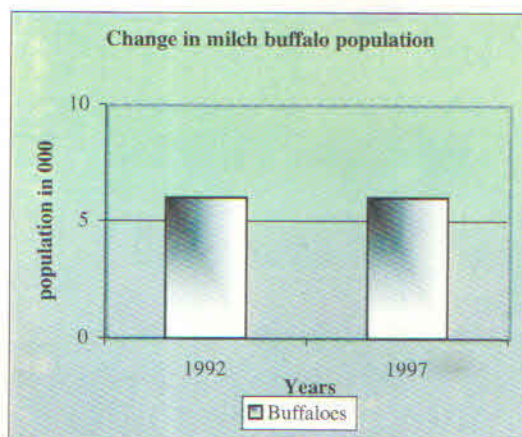 Change in milch buffalo population
population in 000
10
5
0
1992
1997
Years
Buffaloes